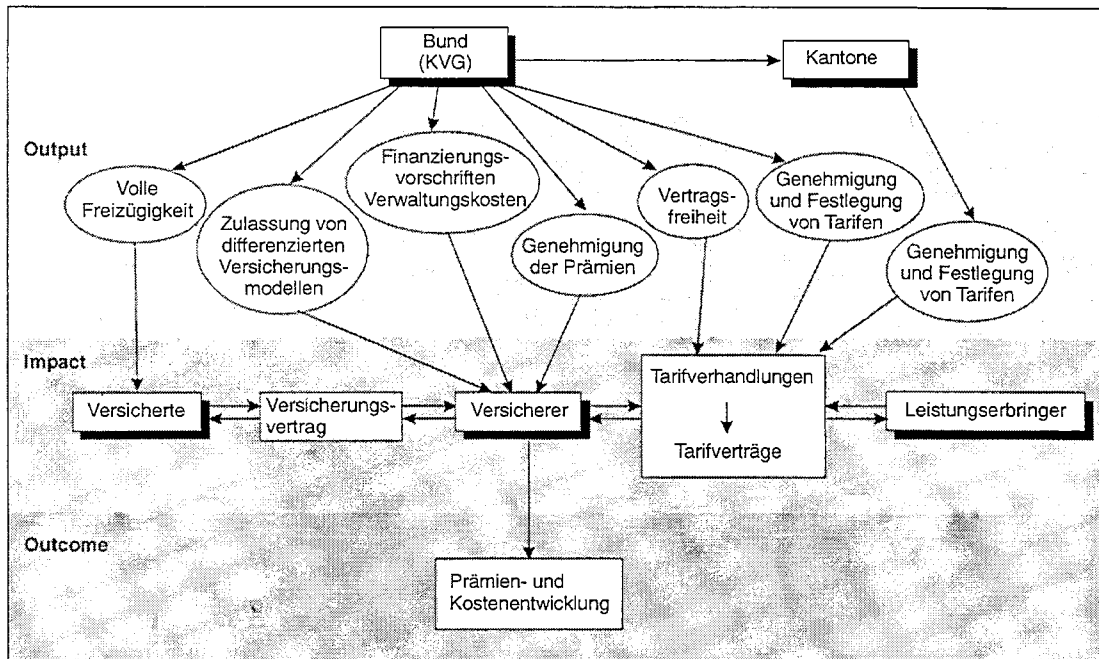 Bund
(KVG)
Kantone
Output
Volle
Freizügigkeit
Zulassung von
differenzierten
Versicherungs-
modellen
Finanzierungs-
vorschriften
Verwaltungskosten
Genehmigung
der Prämien
Vertrags-
freiheit
Genehmigung
und Festlegung
von Tarifen
Genehmigung
und Festlegung
von Tarifen
Impact
Versicherte
Versicherungs-
vertrag
Versicherer
Tarifverhandlungen
Tarifverträge
Leistungserbringer
Outcome
Prämien- und
Kostenentwicklung